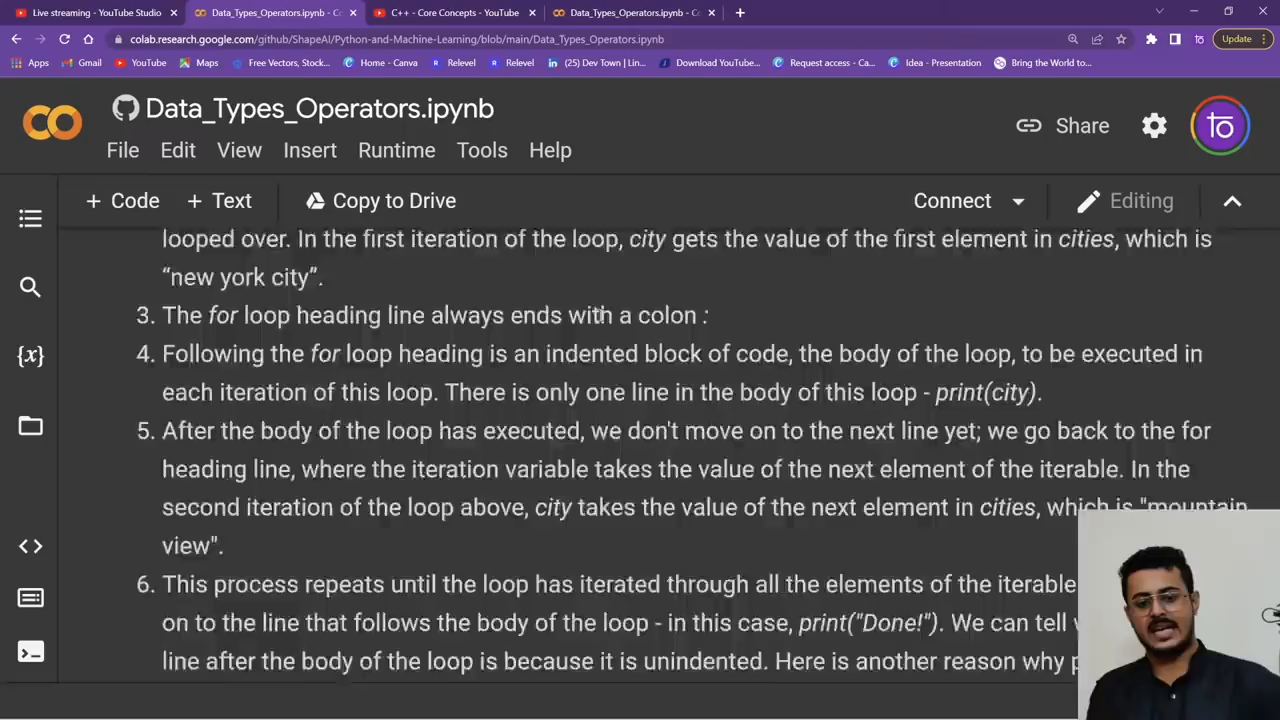 Live streaming - YouTube Studio
Data_Types_Operators.ipynb - Co
C++ - Core Concepts - YouTube
Data_Types_Operators.ipynb - C
colab.research.google.com/github/ShapeAI/Python-and-Machine-Learning/blob/main/Data_Types_Operators.ipynb
Update
Apps
Gmail
YouTube
Maps
Free Vectors, Stock...
Home - Canva
Relevel
Relevel
(25) Dev Town | Lin...
Download YouTube...
Request access - Ca...
Idea - Presentation
Bring the World to...
Data_Types_Operators.ipynb
Share
File Edit View Insert Runtime Tools Help
+ Code + Text Copy to Drive
Connect
Editing
looped over. In the first iteration of the loop, city gets the value of the first element in cities, which is
“new york city”.
3. The for loop heading line always ends with a colon :
4. Following the for loop heading is an indented block of code, the body of the loop, to be executed in
each iteration of this loop. There is only one line in the body of this loop - print(city).
5. After the body of the loop has executed, we don't move on to the next line yet; we go back to the for
heading line, where the iteration variable takes the value of the next element of the iterable. In the
second iteration of the loop above, city takes the value of the next element in cities, which is "mountain
view".
6. This process repeats until the loop has iterated through all the elements of the iterable
on to the line that follows the body of the loop - in this case, print("Done!"). We can tell
line after the body of the loop is because it is unindented. Here is another reason why